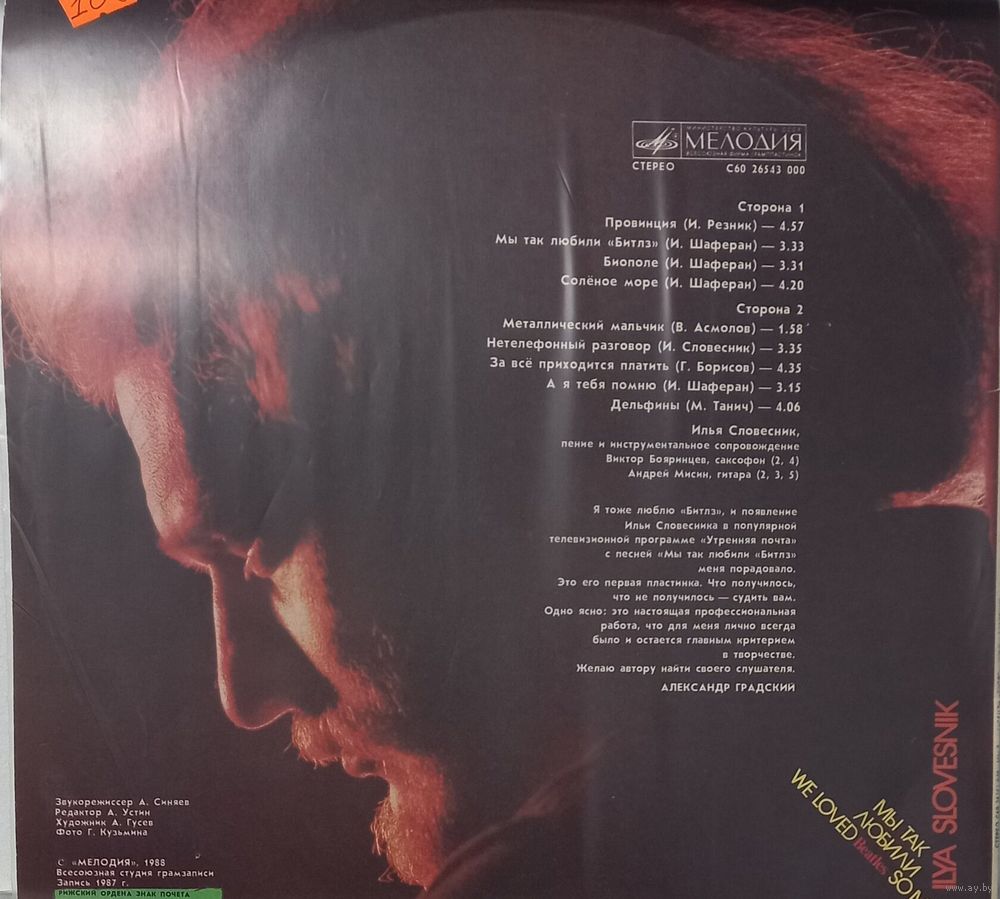 МИНИСТЕРСТВО КУЛЬТУРЫ СССР
МЕЛОДИЯ
ВСЕСОЮЗНАЯ ФИРМА ГРАМПЛАСТИНОК
СТЕРЕО С60 26543 000
Сторона 1
Провинция (И. Резник) — 4.57
Мы так любили «Битлз» (И. Шаферан) — 3.33
Биополе (И. Шаферан) — 3.31
Солёное море (И. Шаферан) — 4.20
Сторона 2
Металлический мальчик (В. Асмолов) — 1.58
Нетелефонный разговор (И. Словесник) — 3.35
За всё приходится платить (Г. Борисов) — 4.35
А я тебя помню (И. Шаферан) — 3.15
Дельфины (М. Танич) — 4.06
Илья Словесник,
пение и инструментальное сопровождение
Виктор Бояринцев, саксофон (2, 4)
Андрей Мисин, гитара (2, 3, 5)
Я тоже люблю «Битлз», и появление
Ильи Словесника в популярной
телевизионной программе «Утренняя почта»
с песней «Мы так любили «Битлз»
меня порадовало.
Это его первая пластинка. Что получилось,
что не получилось — судить вам.
Одно ясно: это настоящая профессиональная
работа, что для меня лично всегда
было и остается главным критерием
в творчестве.
Желаю автору найти своего слушателя.
АЛЕКСАНДР ГРАДСКИЙ
Звукорежиссер А. Синяев
Редактор А. Устин
Художник А. Гусев
Фото Г. Кузьмина
С «МЕЛОДИЯ», 1988
Всесоюзная студия грамзаписи
Запись 1987 г.
РИЖСКИЙ ОРДЕНА ЗНАК ПОЧЕТА
МЫ ТАК
ЛЮБИЛИ
WE LOVED Beatles SO
ILYA SLOVESNIK
www.ay.by